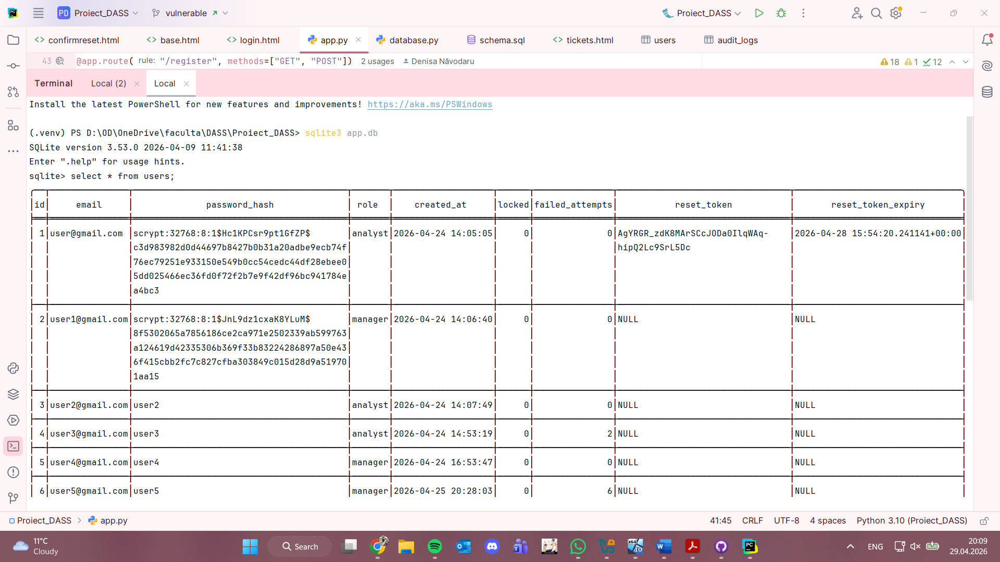 PD Proiect_DASS vulnerable Proiect_DASS
confirmreset.html base.html login.html app.py database.py schema.sql tickets.html users audit_logs
43 @app.route( rule: "/register", methods=["GET", "POST"]) 2 usages Denisa Năvodaru 18 1 12
Terminal Local (2) Local
Install the latest PowerShell for new features and improvements! https://aka.ms/PSWindows
(.venv) PS D:\OD\OneDrive\faculta\DASS\Proiect_DASS> sqlite3 app.db
SQLite version 3.53.0 2026-04-09 11:41:38
Enter ".help" for usage hints.
sqlite> select * from users;
id email password_hash role created_at locked failed_attempts reset_token reset_token_expiry
1 user@gmail.com scrypt:32768:8:1$Hc1KPCsr9pt1GfZP$ analyst 2026-04-24 14:05:05 0 0 AgYRGR_zdK8MArSCcJODa0IlqWAq- 2026-04-28 15:54:20.241141+00:00
c3d983982d0d44697b8427b0b31a20adbe9ecb74f hipQ2Lc9SrL5Dc
76ec79251e933150e549b0cc54cedc44df28ebee0
5dd025466ec36fd0f72f2b7e9f42df96bc941784e
a4bc3
2 user1@gmail.com scrypt:32768:8:1$JnL9dz1cxaK8YLuM$ manager 2026-04-24 14:06:40 0 0 NULL NULL
8f5302065a7856186ce2ca971e2502339ab599763
a124619d42335306b369f33b83224286897a50e43
6f415cbb2fc7c827cfba303849c015d28d9a51970
1aa15
3 user2@gmail.com user2 analyst 2026-04-24 14:07:49 0 0 NULL NULL
4 user3@gmail.com user3 analyst 2026-04-24 14:53:19 0 2 NULL NULL
5 user4@gmail.com user4 manager 2026-04-24 16:53:47 0 0 NULL NULL
6 user5@gmail.com user5 manager 2026-04-25 20:28:03 0 6 NULL NULL
Proiect_DASS app.py 41:45 CRLF UTF-8 4 spaces Python 3.10 (Proiect_DASS)
11°C
Cloudy
Search
ENG
20:09
29.04.2026